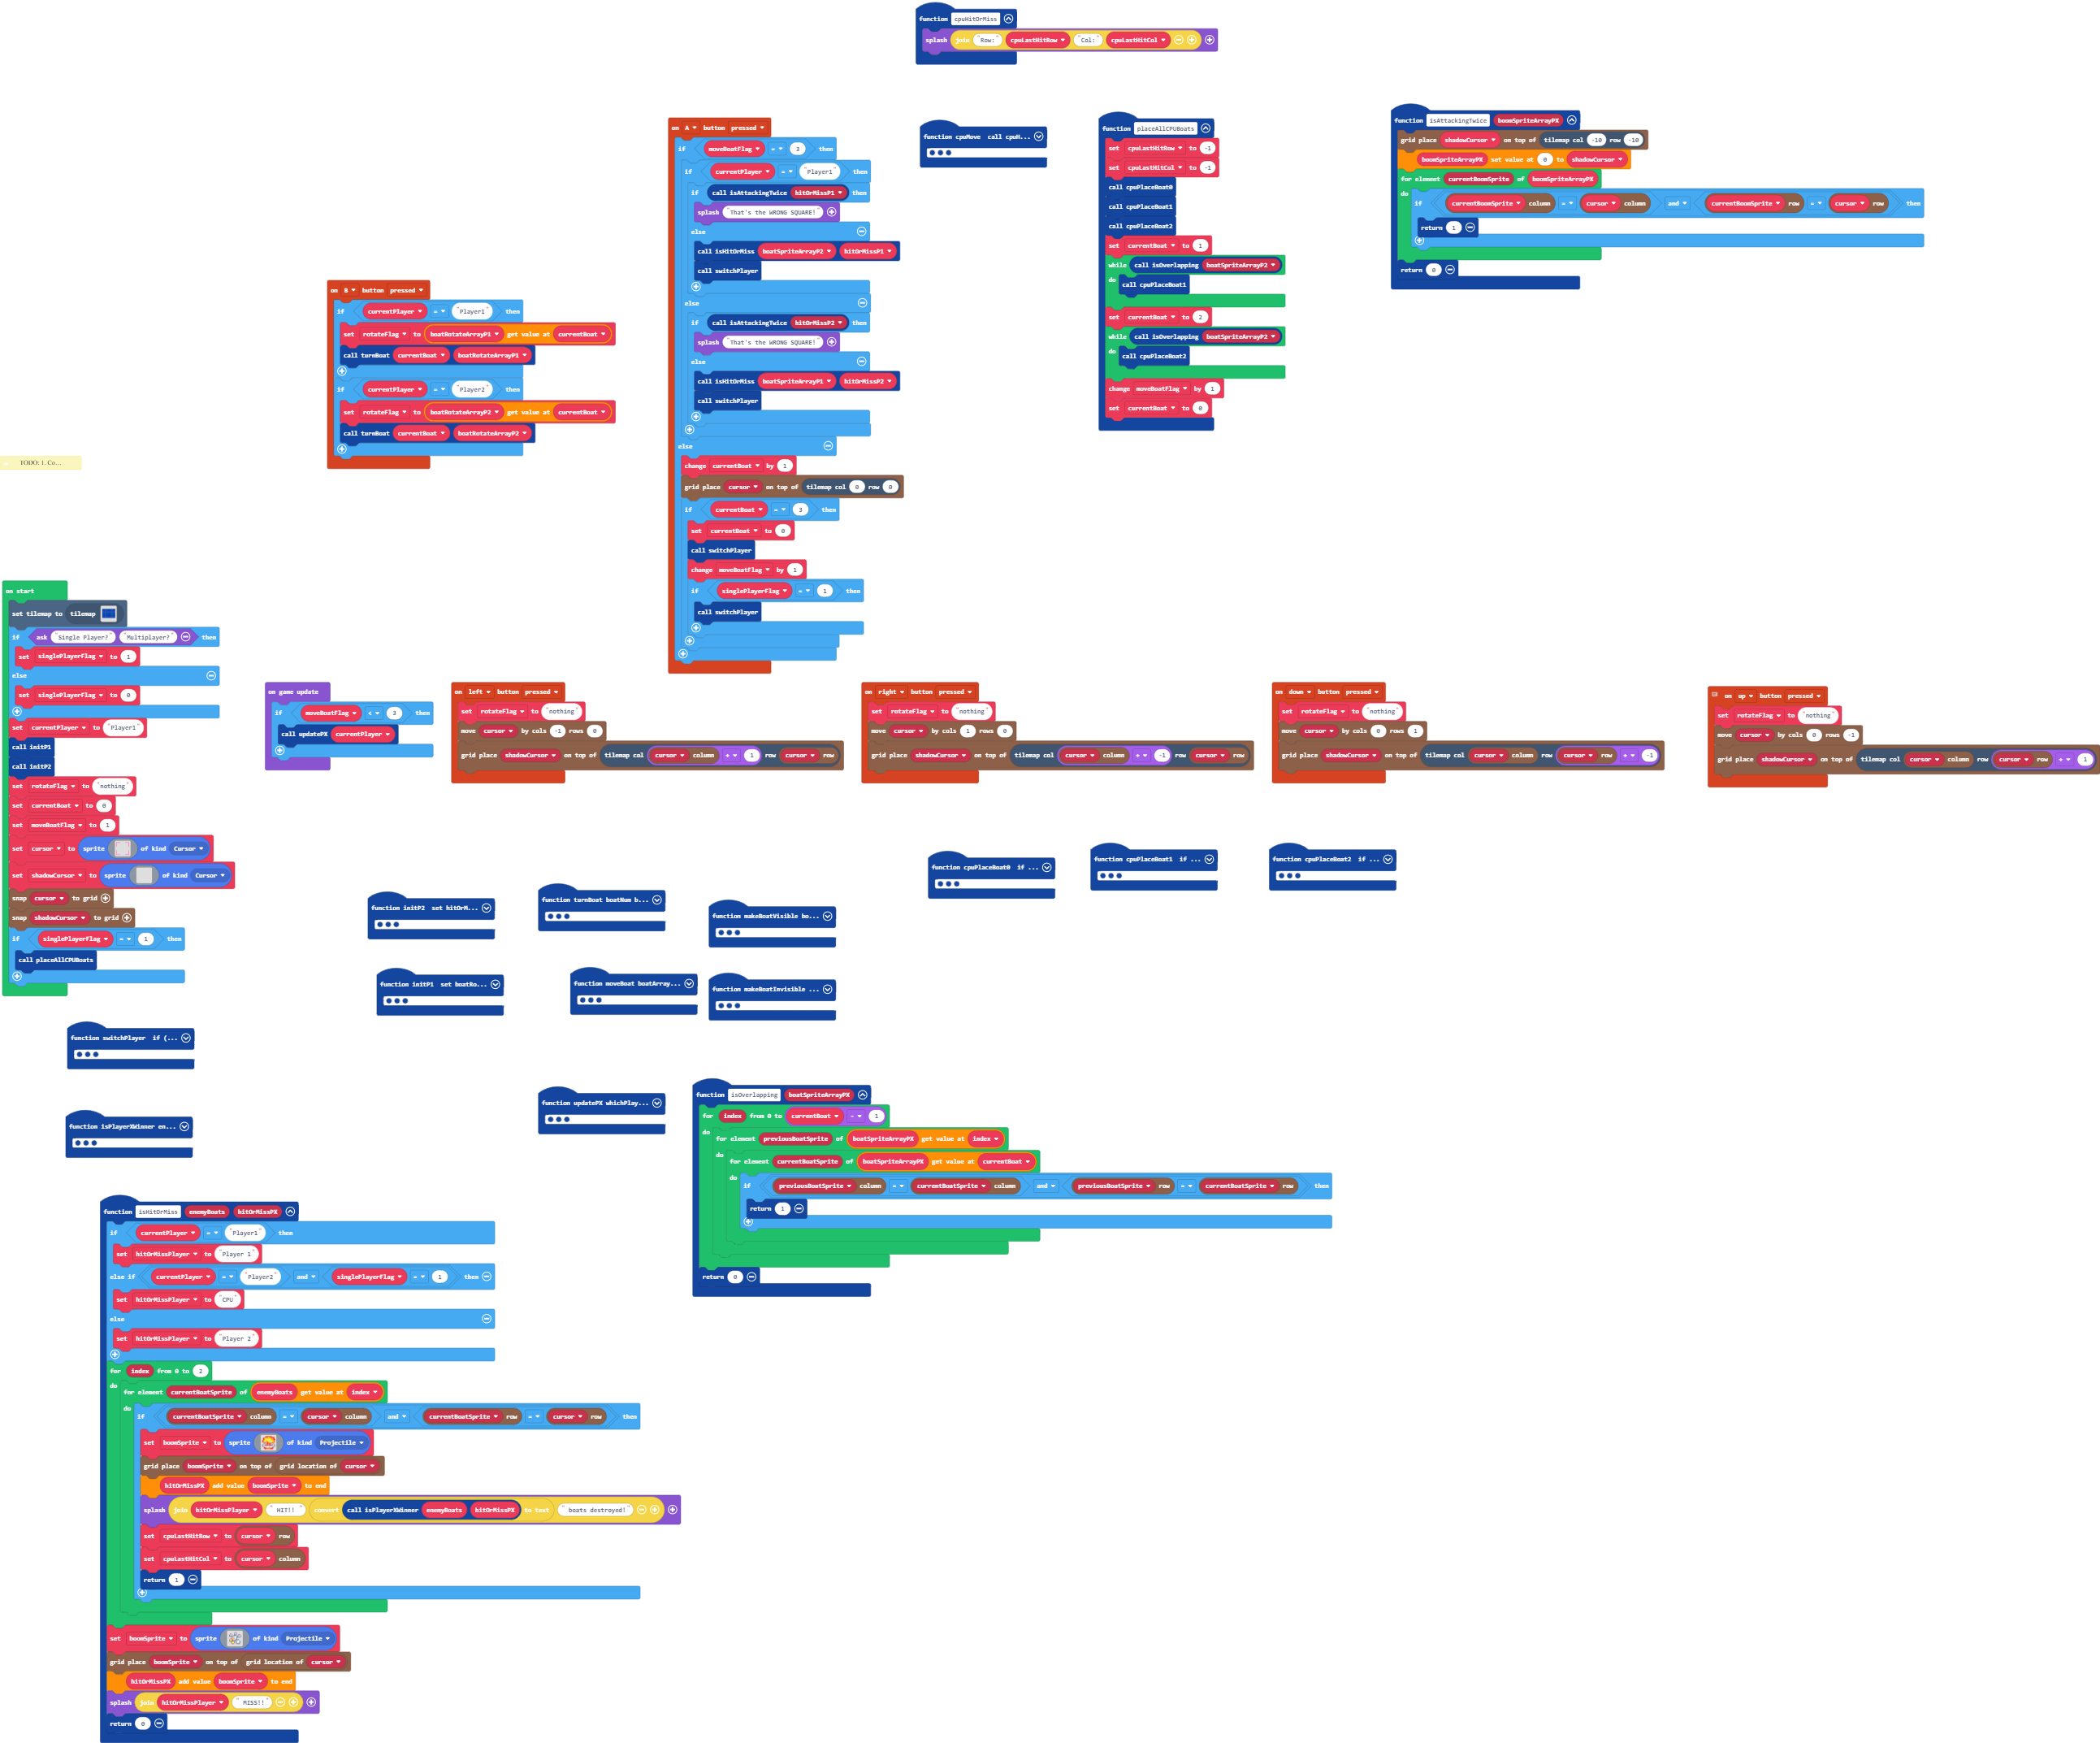 function cpuHitOrMiss
splash join "Row:" cpuLastHitRow "Col:" cpuLastHitCol
on A button pressed
if moveBoatFlag = 3 then
if currentPlayer = "Player1" then
if call isAttackingTwice hitOrMissP1 then
splash "That's the WRONG SQUARE!"
else
call isHitOrMiss boatSpriteArrayP2 hitOrMissP1
call switchPlayer
else
if call isAttackingTwice hitOrMissP2 then
splash "That's the WRONG SQUARE!"
else
call isHitOrMiss boatSpriteArrayP1 hitOrMissP2
call switchPlayer
else
change currentBoat by 1
grid place cursor on top of tilemap col 0 row 0
if currentBoat = 3 then
set currentBoat to 0
call switchPlayer
change moveBoatFlag by 1
if singlePlayerFlag = 1 then
call switchPlayer
function cpuMove call cpuH...
function placeAllCPUBoats
set cpuLastHitRow to -1
set cpuLastHitCol to -1
call cpuPlaceBoat0
call cpuPlaceBoat1
call cpuPlaceBoat2
set currentBoat to 1
while call isOverlapping boatSpriteArrayP2
do call cpuPlaceBoat1
set currentBoat to 2
while call isOverlapping boatSpriteArrayP2
do call cpuPlaceBoat2
change moveBoatFlag by 1
set currentBoat to 0
function isAttackingTwice boomSpriteArrayPX
grid place shadowCursor on top of tilemap col -10 row -10
boomSpriteArrayPX set value at 0 to shadowCursor
for element currentBoomSprite of boomSpriteArrayPX
do if currentBoomSprite column = cursor column and currentBoomSprite row = cursor row then
return 1
return 0
on B button pressed
if currentPlayer = "Player1" then
set rotateFlag to boatRotateArrayP1 get value at currentBoat
call turnBoat currentBoat boatRotateArrayP1
if currentPlayer = "Player2" then
set rotateFlag to boatRotateArrayP2 get value at currentBoat
call turnBoat currentBoat boatRotateArrayP2
TODO: 1. Co...
on start
set tilemap to tilemap
if ask "Single Player?" "Multiplayer?" then
set singlePlayerFlag to 1
else
set singlePlayerFlag to 0
set currentPlayer to "Player1"
call initP1
call initP2
set rotateFlag to "nothing"
set currentBoat to 0
set moveBoatFlag to 1
set cursor to sprite of kind Cursor
set shadowCursor to sprite of kind Cursor
snap cursor to grid
snap shadowCursor to grid
if singlePlayerFlag = 1 then
call placeAllCPUBoats
on game update
if moveBoatFlag < 3 then
call updatePX currentPlayer
on left button pressed
set rotateFlag to "nothing"
move cursor by cols -1 rows 0
grid place shadowCursor on top of tilemap col cursor column + 1 row cursor row
on right button pressed
set rotateFlag to "nothing"
move cursor by cols 1 rows 0
grid place shadowCursor on top of tilemap col cursor column + -1 row cursor row
on down button pressed
set rotateFlag to "nothing"
move cursor by cols 0 rows 1
grid place shadowCursor on top of tilemap col cursor column row cursor row + -1
on up button pressed
set rotateFlag to "nothing"
move cursor by cols 0 rows -1
grid place shadowCursor on top of tilemap col cursor column row cursor row + 1
function cpuPlaceBoat0 if ...
function cpuPlaceBoat1 if ...
function cpuPlaceBoat2 if ...
function initP2 set hitOrM...
function turnBoat boatNum b...
function makeBoatVisible bo...
function initP1 set boatRo...
function moveBoat boatArray...
function makeBoatInvisible ...
function switchPlayer if (...
function isPlayerXWinner en...
function updatePX whichPlay...
function isOverlapping boatSpriteArrayPX
for index from 0 to currentBoat - 1
do for element previousBoatSprite of boatSpriteArrayPX get value at index
do for element currentBoatSprite of boatSpriteArrayPX get value at currentBoat
do if previousBoatSprite column = currentBoatSprite column and previousBoatSprite row = currentBoatSprite row then
return 1
return 0
function isHitOrMiss enemyBoats hitOrMissPX
if currentPlayer = "Player1" then
set hitOrMissPlayer to "Player 1"
else if currentPlayer = "Player2" and singlePlayerFlag = 1 then
set hitOrMissPlayer to "CPU"
else
set hitOrMissPlayer to "Player 2"
for index from 0 to 2
do for element currentBoatSprite of enemyBoats get value at index
do if currentBoatSprite column = cursor column and currentBoatSprite row = cursor row then
set boomSprite to sprite of kind Projectile
grid place boomSprite on top of grid location of cursor
hitOrMissPX add value boomSprite to end
splash join hitOrMissPlayer " HIT!! " convert call isPlayerXWinner enemyBoats hitOrMissPX to text " boats destroyed!"
set cpuLastHitRow to cursor row
set cpuLastHitCol to cursor column
return 1
set boomSprite to sprite of kind Projectile
grid place boomSprite on top of grid location of cursor
hitOrMissPX add value boomSprite to end
splash join hitOrMissPlayer " MISS!!"
return 0